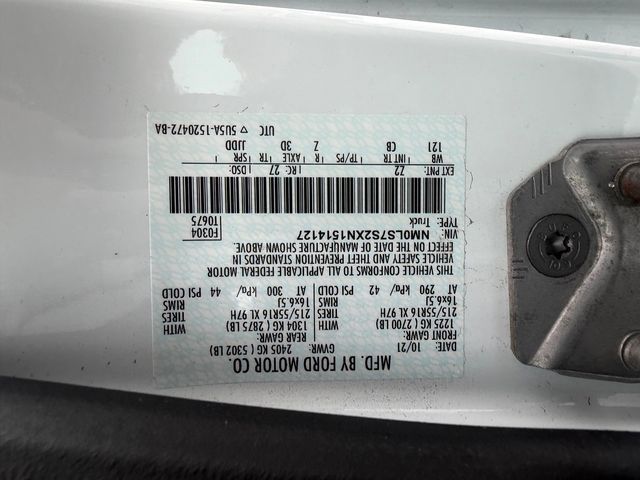 MFD. BY FORD MOTOR CO.
10/21 GVWR: 2405 KG ( 5302 LB)
FRONT GAWR: REAR GAWR:
1225 KG ( 2700 LB) 1304 KG ( 2875 LB) WITH
215/55R16 XL 97H TIRES 215/55R16 XL 97H TIRES WITH
16x6.5J RIMS 16x6.5J RIMS
AT 290 kPa/ 42 PSI COLD AT 300 kPa/ 44 PSI COLD
THIS VEHICLE CONFORMS TO ALL APPLICABLE FEDERAL MOTOR
VEHICLE SAFETY AND THEFT PREVENTION STANDARDS IN
EFFECT ON THE DATE OF MANUFACTURE SHOWN ABOVE.
VIN: NM0LS7S2XN1514127 F0304
TYPE: Truck T0675
EXT PNT: Z2 RC: 27 DSO:
WB INT TR TP/PS R AXLE TR SPR
121 CB Z 3D JJDD
UTC ▽ 5U5A-1520472-BA